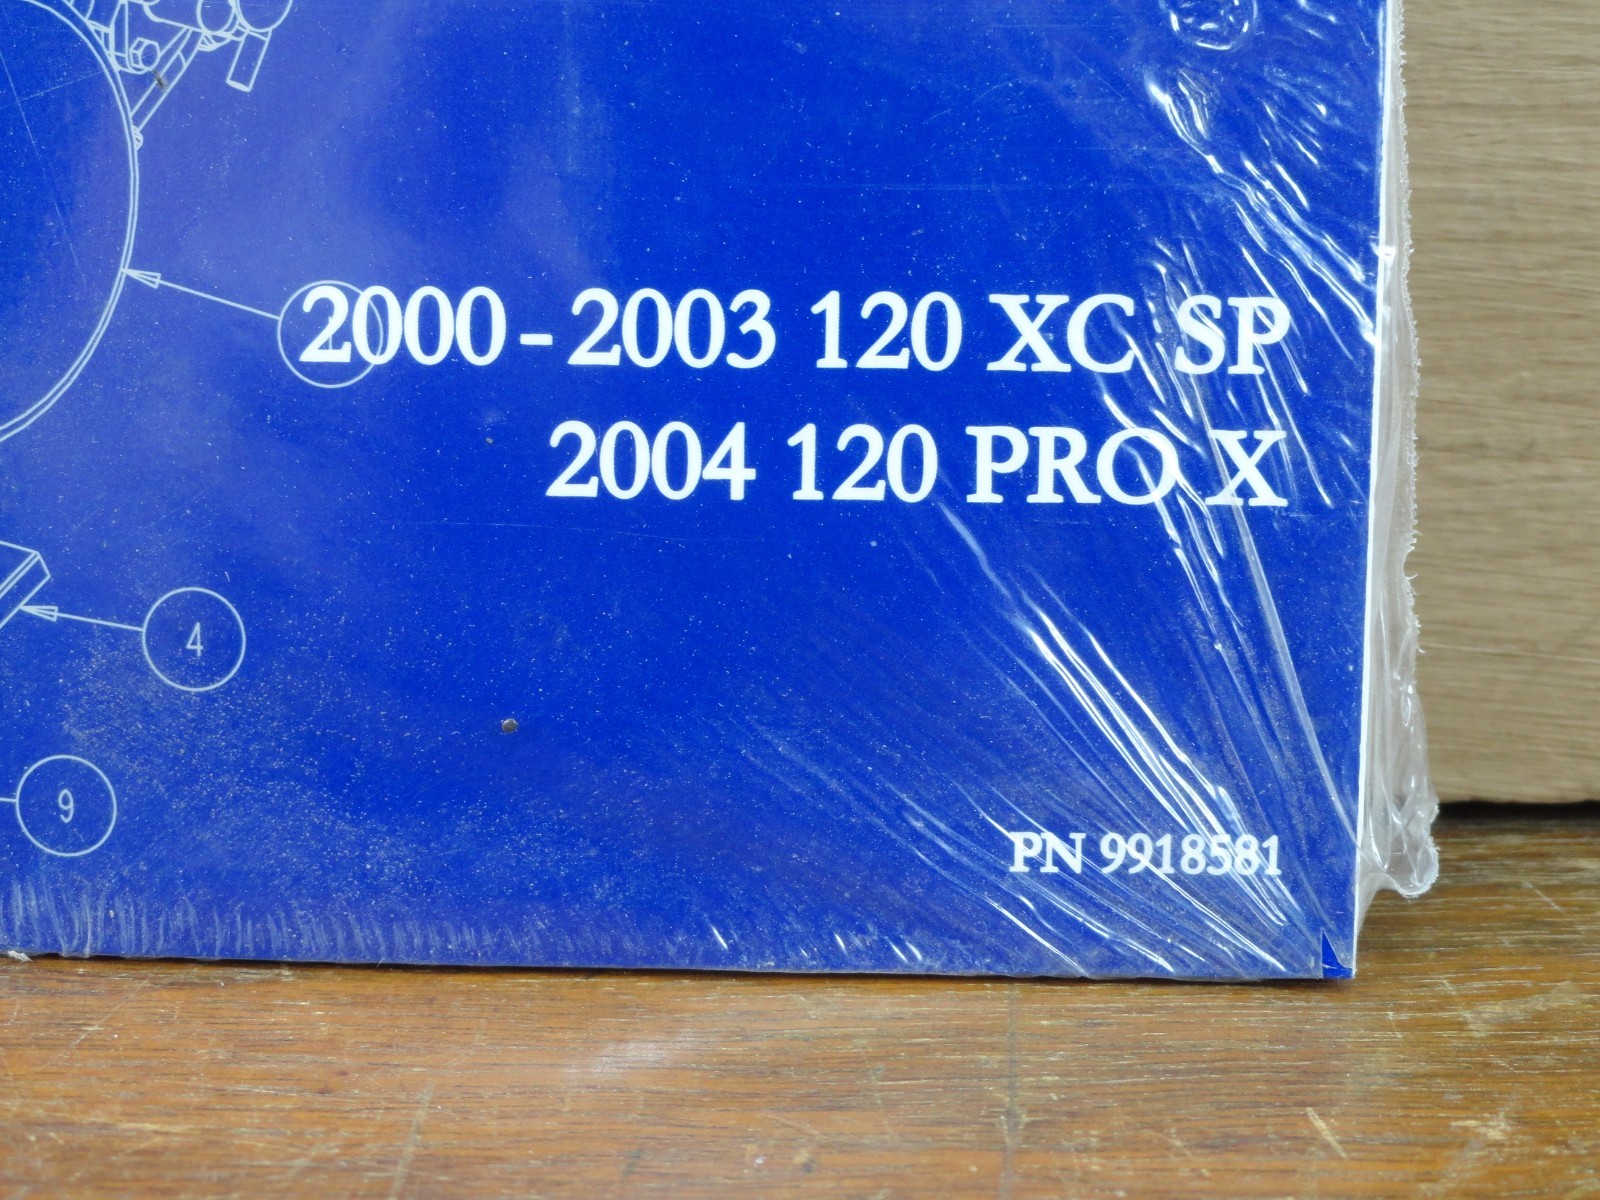 2000 - 2003 120 XC SP
2004 120 PRO X
4
9
PN 9918581